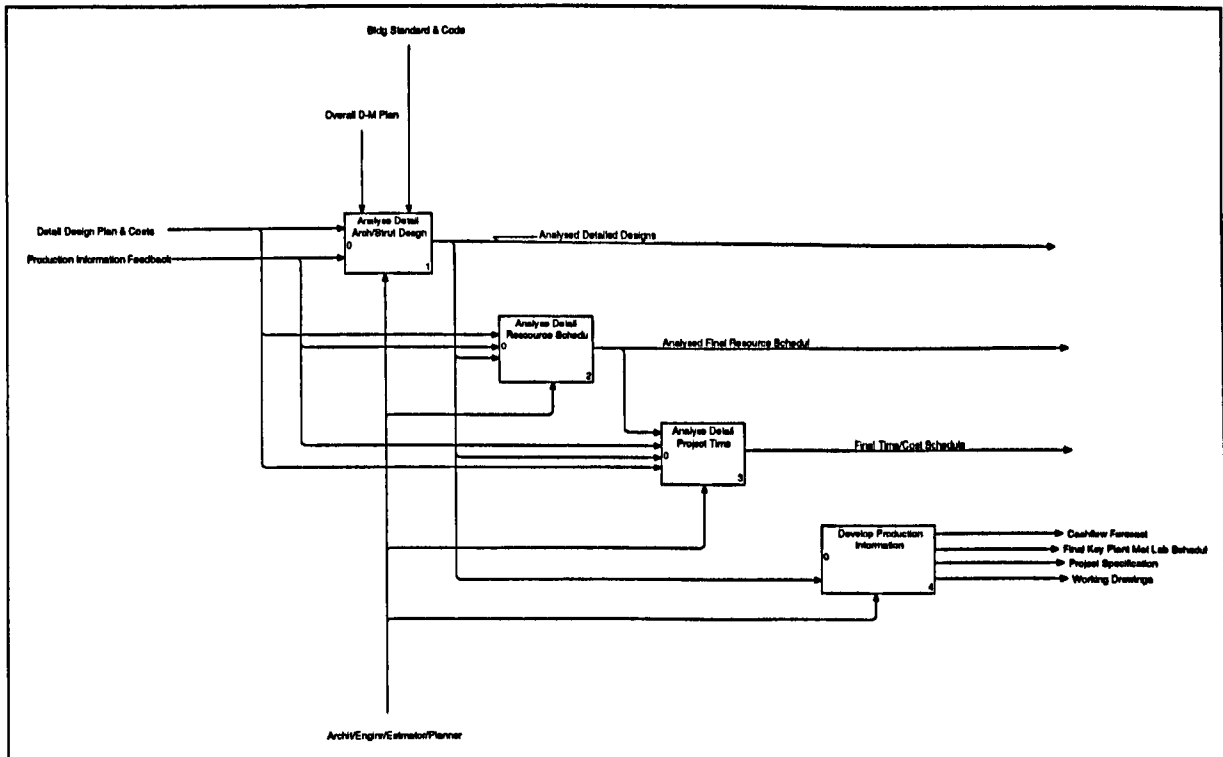 Bldg Standard & Code
Overall D-M Plan
Analyse Detail
Arch/Strut Desgn
0
1
Detail Design Plan & Costs
Production Information Feedback
Analysed Detailed Designs
Analyse Detail
Ressource Schedu
0
2
Analysed Final Resource Schedul
Analyse Detail
Project Time
0
3
Final Time/Cost Schedule
Develop Production
Information
0
4
Cashflow Forecast
Final Key Plant Mat Lab Schedul
Project Specification
Working Drawings
Archit/Enginr/Estmator/Planner